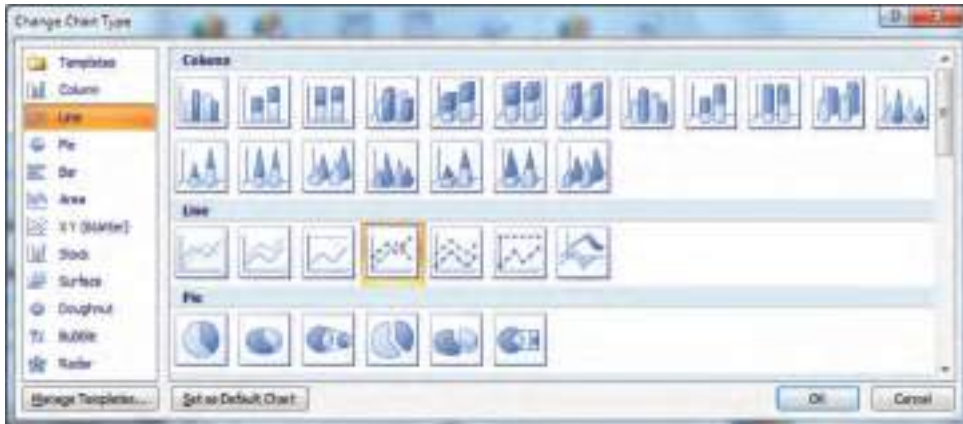 Change Chart Type
Templates
Column
Line
Pie
Bar
Area
X Y (Scatter)
Stock
Surface
Doughnut
Bubble
Radar
Column
Line
Pie
Manage Templates...
Set as Default Chart
OK
Cancel